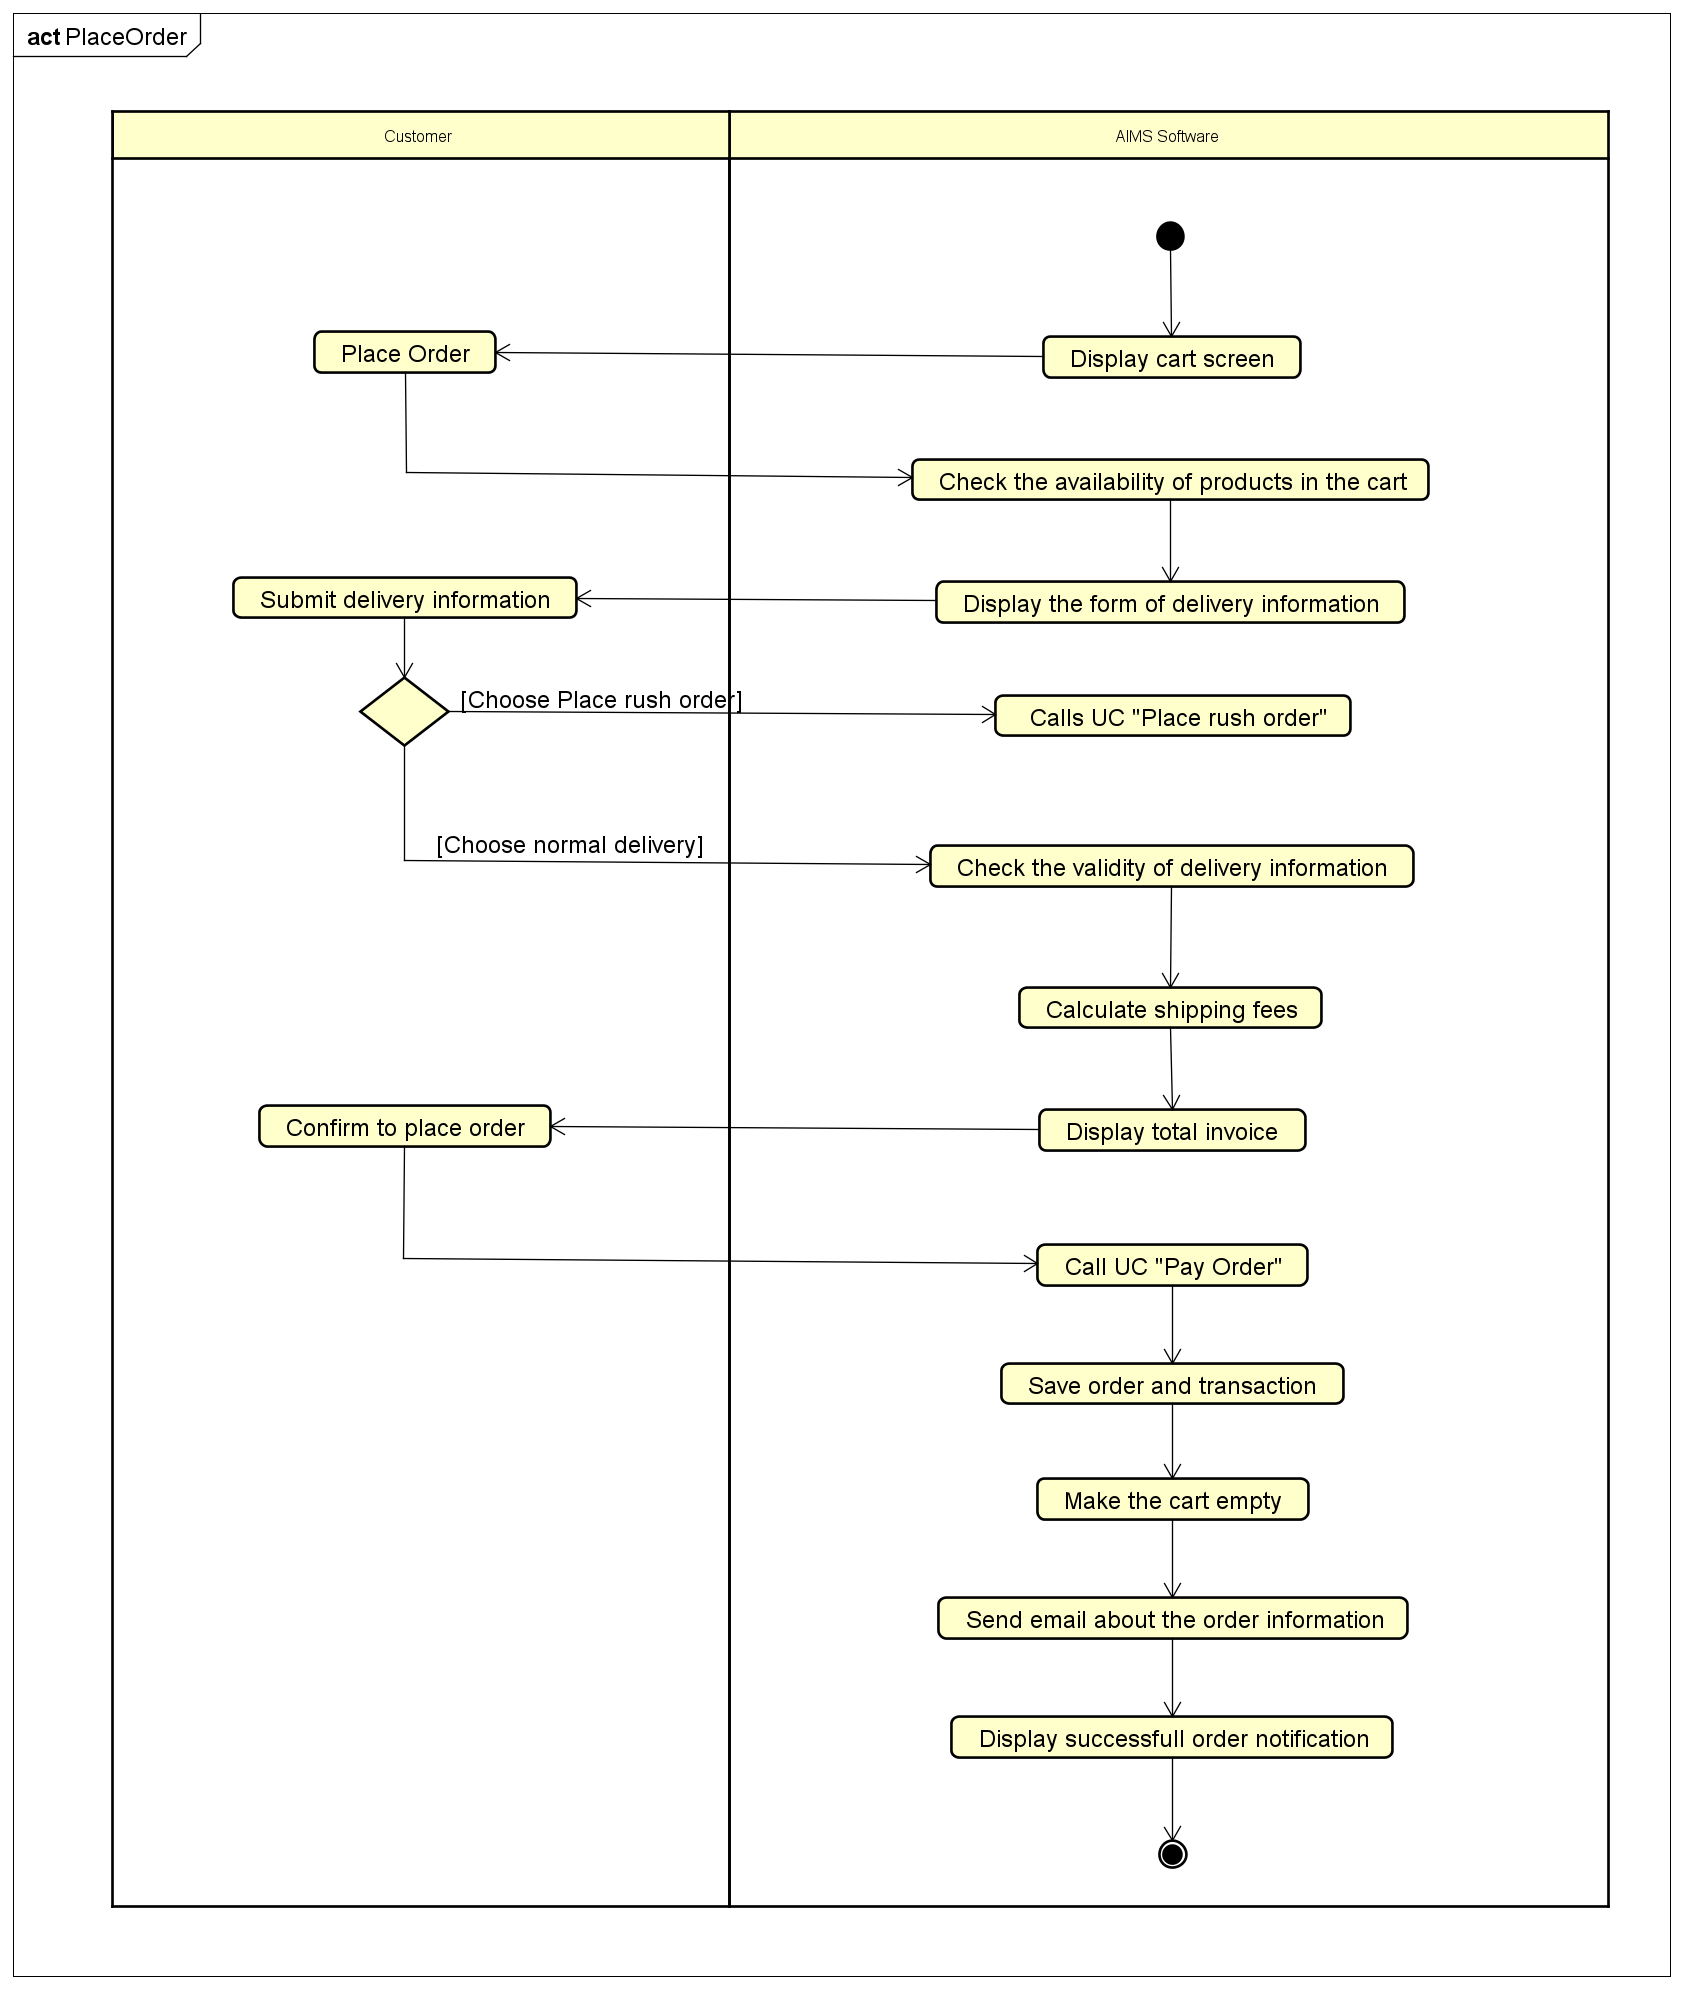 act PlaceOrder
Customer
AIMS Software
Place Order
Display cart screen
Check the availability of products in the cart
Submit delivery information
Display the form of delivery information
[Choose Place rush order]
Calls UC "Place rush order"
[Choose normal delivery]
Check the validity of delivery information
Calculate shipping fees
Confirm to place order
Display total invoice
Call UC "Pay Order"
Save order and transaction
Make the cart empty
Send email about the order information
Display successfull order notification